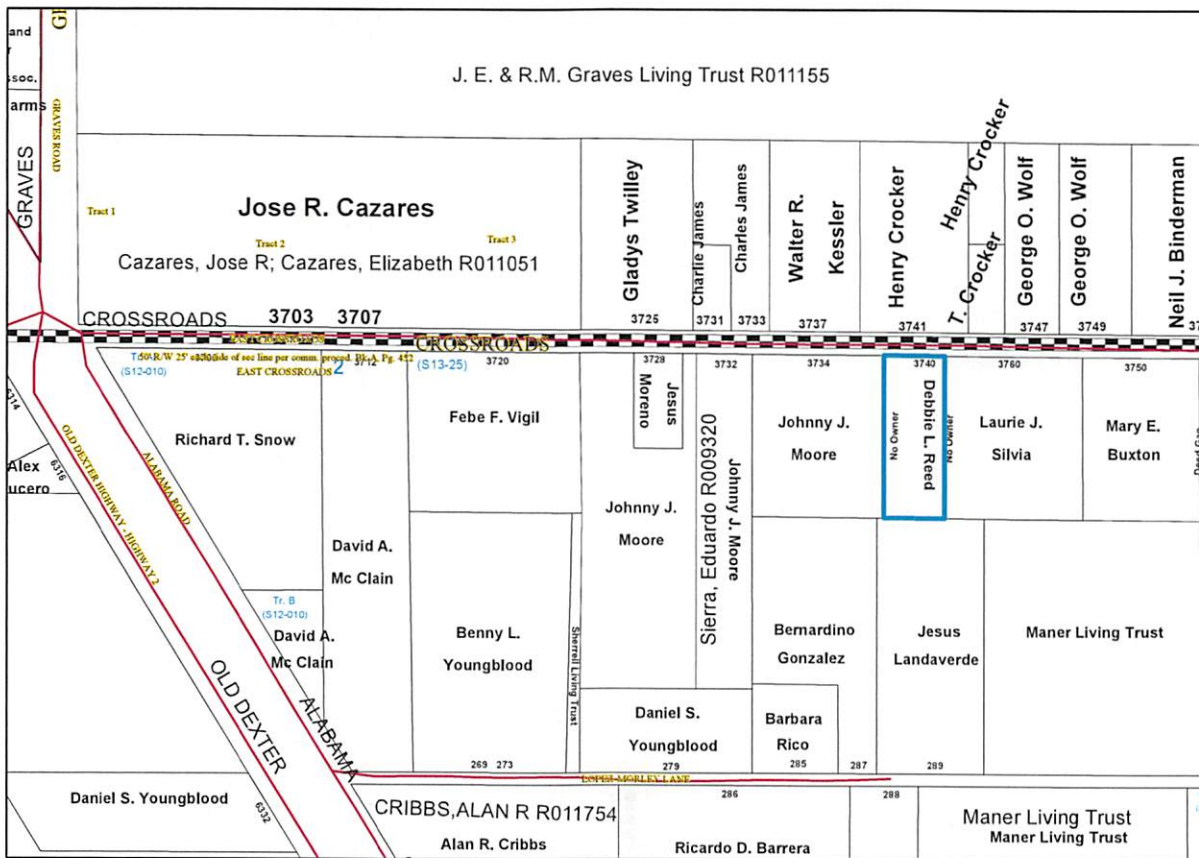 and
ssoc.
arms
GRAVES
GRAVES ROAD
J. E. & R.M. Graves Living Trust R011155
Tract 1
Jose R. Cazares
Tract 2
Tract 3
Cazares, Jose R; Cazares, Elizabeth R011051
CROSSROADS
3703 3707
Gladys Twilley
3725
Charlie James
3731
Charles James
3733
Walter R.
Kessler
3737
Henry Crocker
3741
Henry Crocker
T. Crocker
George O. Wolf
3747
George O. Wolf
3749
Neil J. Binderman
CROSSROADS
(S12-010)
3712
2
EAST CROSSROADS
(S13-25)
3720
3728
3732
3734
3740
3760
3750
Richard T. Snow
Febe F. Vigil
Jesus
Moreno
Johnny J.
Moore
Sierra, Eduardo R009320
Johnny J. Moore
Johnny J.
Moore
No Owner
Debbie L. Reed
No Owner
Laurie J.
Silvia
Mary E.
Buxton
6314
6316
Alex
ucero
OLD DEXTER HIGHWAY - HIGHWAY 2
ALABAMA ROAD
David A.
Mc Clain
Tr. B
(S12-010)
David A.
Mc Clain
Benny L.
Youngblood
Sherrell Living Trust
Bernardino
Gonzalez
Jesus
Landaverde
Maner Living Trust
OLD DEXTER
ALABAMA
Daniel S.
Youngblood
Barbara
Rico
269 273
279
285
287
289
LOPEZ-MORLEY LANE
Daniel S. Youngblood
6332
CRIBBS,ALAN R R011754
Alan R. Cribbs
286
Ricardo D. Barrera
288
Maner Living Trust
Maner Living Trust